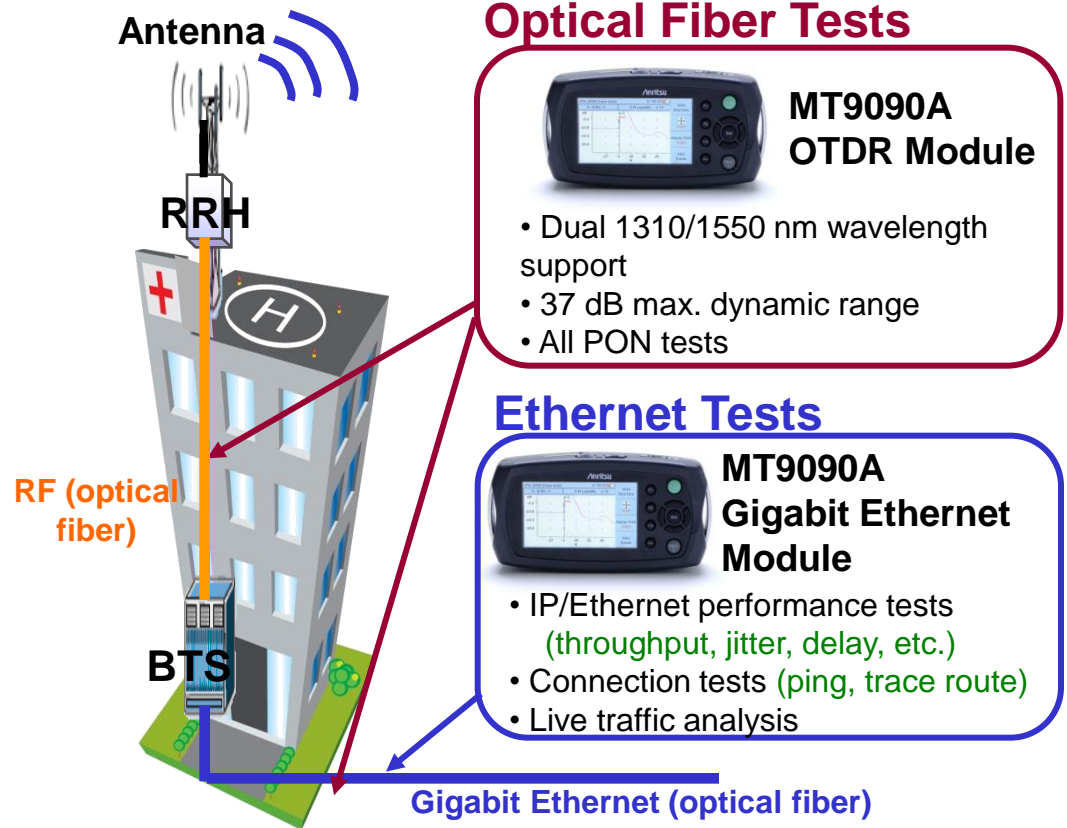 Optical Fiber Tests
Antenna
Anritsu
MT9090A
OTDR Module
RRH
• Dual 1310/1550 nm wavelength
support
• 37 dB max. dynamic range
• All PON tests
H
Ethernet Tests
Anritsu
MT9090A
Gigabit Ethernet
Module
RF (optical
fiber)
• IP/Ethernet performance tests
(throughput, jitter, delay, etc.)
BTS
• Connection tests (ping, trace route)
• Live traffic analysis
Gigabit Ethernet (optical fiber)